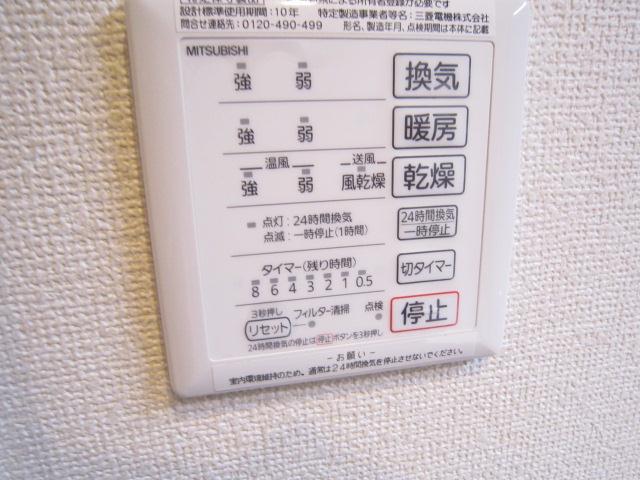 設計標準使用期間:10年 特定製造事業者等名:三菱電機株式会社
問合せ連絡先:0120-490-499 形名、製造年月、点検期間は本体に記載
MITSUBISHI
強 弱 換気
強 弱 暖房
温風 送風
強 弱 風乾燥 乾燥
点灯:24時間換気 24時間換気
点滅:一時停止(1時間) 一時停止
タイマー(残り時間) 切タイマー
8 6 4 3 2 1 0.5
3秒押し フィルター清掃 点検
リセット 停止
24時間換気の停止は停止ボタンを3秒押し
-お願い-
室内環境維持のため、通常は24時間換気を停止させないでください。